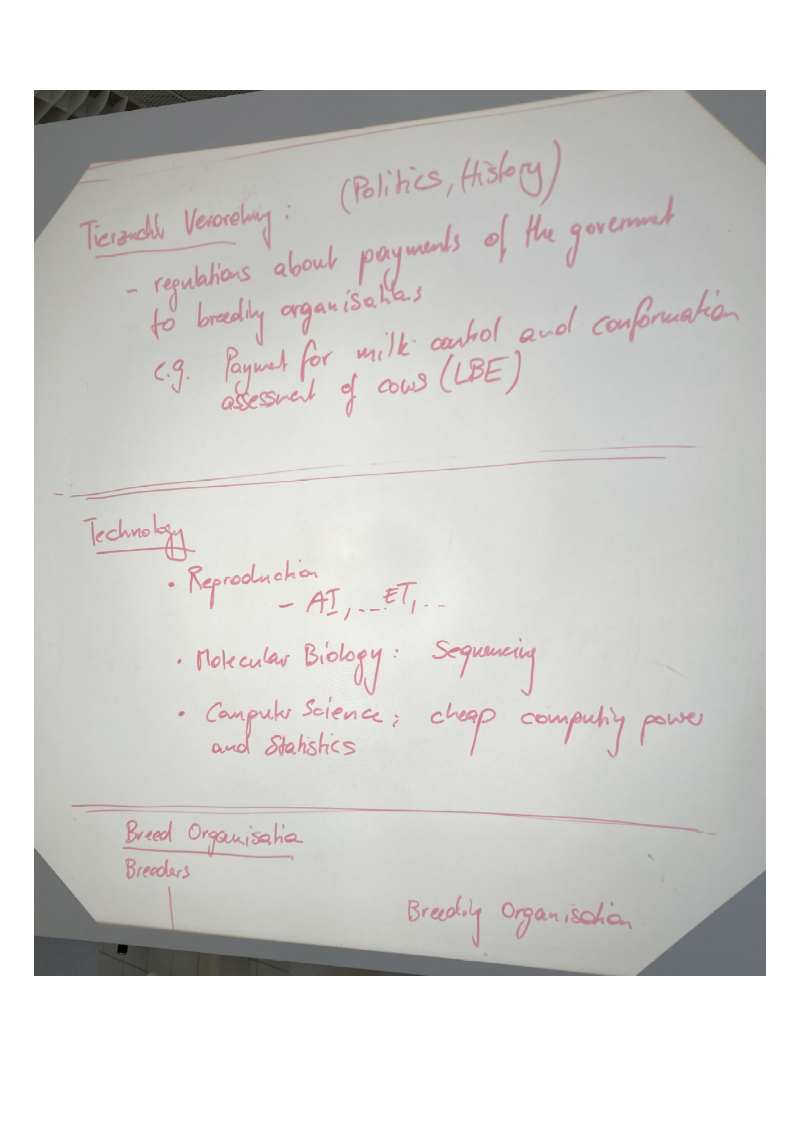 (Politics, History)
Tierzucht Verordnung :
- regulations about payments of the government
to breeding organisations
e.g. Payment for milk control and conformation
assessment of cows (LBE)
Technology
• Reproduction
- AI, ... ET, ..
• Molecular Biology : Sequencing
• Computer Science ; cheap computing power
and Statistics
Breed Organisation
Breeders
Breeding Organisation